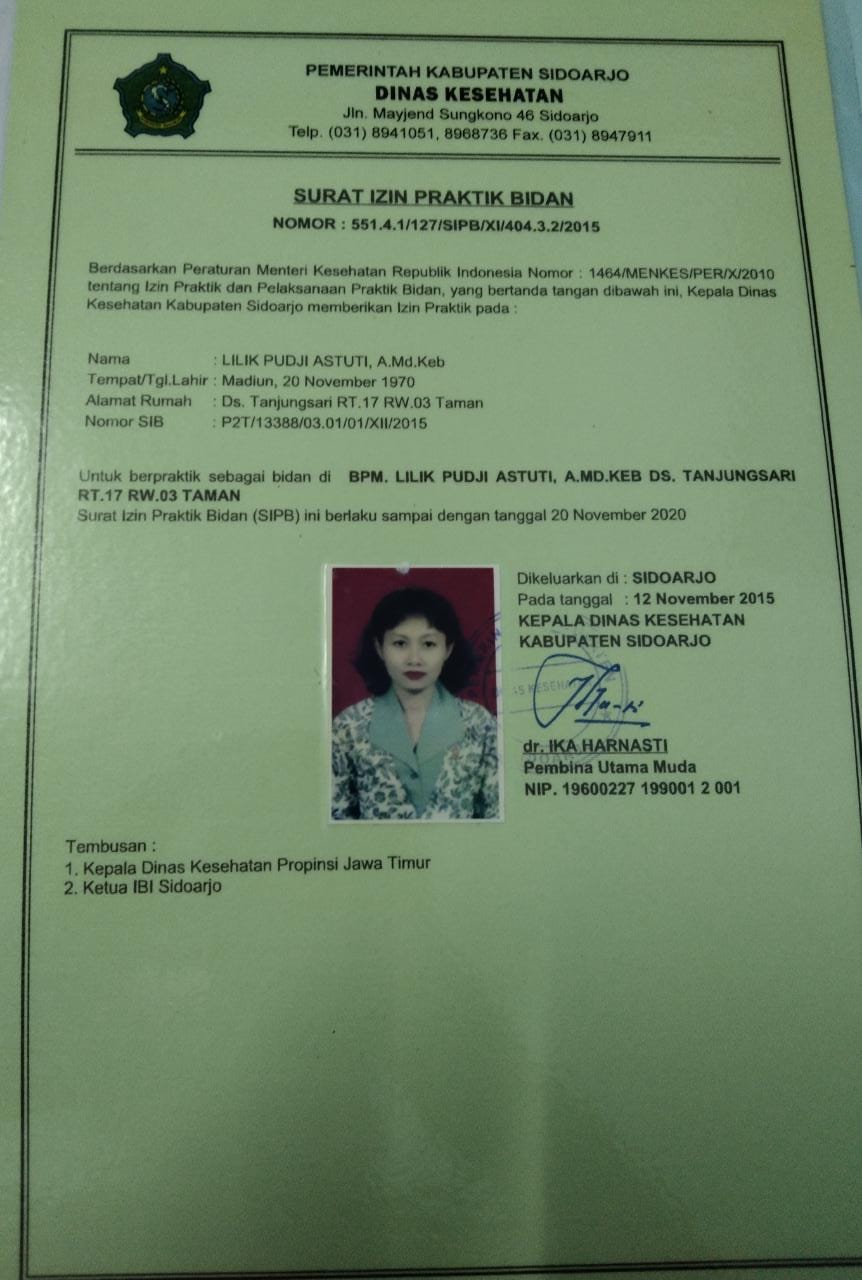 PEMERINTAH KABUPATEN SIDOARJO
DINAS KESEHATAN
Jln. Mayjend Sungkono 46 Sidoarjo
Telp. (031) 8941051, 8968736 Fax. (031) 8947911
SURAT IZIN PRAKTIK BIDAN
NOMOR : 551.4.1/127/SIPB/XI/404.3.2/2015
Berdasarkan Peraturan Menteri Kesehatan Republik Indonesia Nomor : 1464/MENKES/PER/X/2010
tentang Izin Praktik dan Pelaksanaan Praktik Bidan, yang bertanda tangan dibawah ini, Kepala Dinas
Kesehatan Kabupaten Sidoarjo memberikan Izin Praktik pada :
Nama : LILIK PUDJI ASTUTI, A.Md.Keb
Tempat/Tgl.Lahir : Madiun, 20 November 1970
Alamat Rumah : Ds. Tanjungsari RT.17 RW.03 Taman
Nomor SIB : P2T/13388/03.01/01/XII/2015
Untuk berpraktik sebagai bidan di BPM. LILIK PUDJI ASTUTI, A.MD.KEB DS. TANJUNGSARI
RT.17 RW.03 TAMAN
Surat Izin Praktik Bidan (SIPB) ini berlaku sampai dengan tanggal 20 November 2020
Dikeluarkan di : SIDOARJO
Pada tanggal : 12 November 2015
KEPALA DINAS KESEHATAN
KABUPATEN SIDOARJO
dr. IKA HARNASTI
Pembina Utama Muda
NIP. 19600227 199001 2 001
Tembusan :
1. Kepala Dinas Kesehatan Propinsi Jawa Timur
2. Ketua IBI Sidoarjo